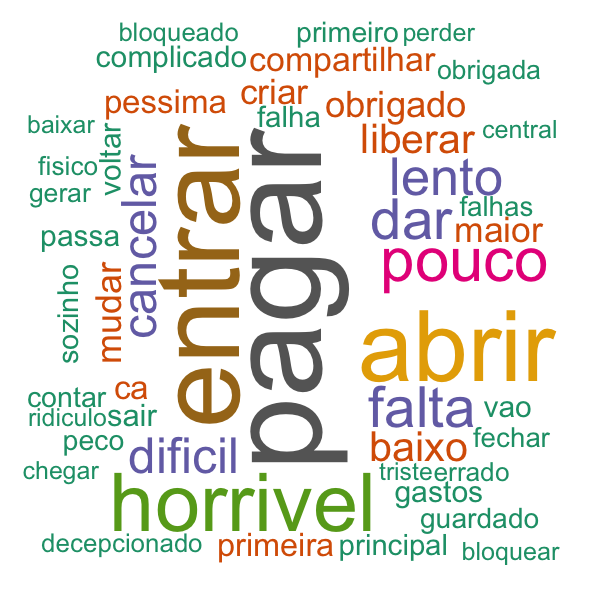 bloqueado
primeiro
perder
complicado
compartilhar
obrigada
pessima
criar
obrigado
falha
baixar
voltar
liberar
central
fisico
gerar
cancelar
entrar
pagar
lento
dar
falhas
maior
passa
pouco
sozinho
mudar
abrir
contar
ca
falta
vao
ridiculo
sair
baixo
fechar
peco
dificil
chegar
triste
errado
horrivel
gastos
guardado
decepcionado
primeira
principal
bloquear